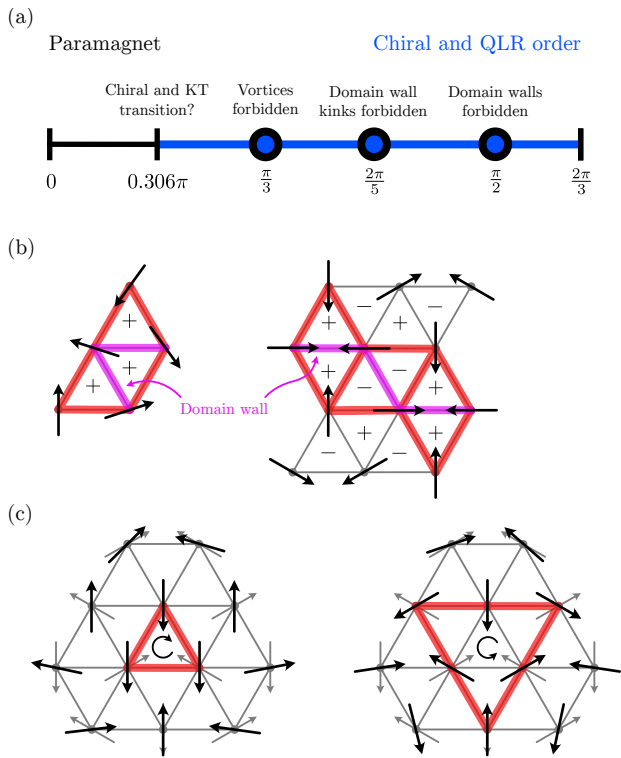 (a)
Paramagnet
Chiral and QLR order
Chiral and KT
transition?
Vortices
forbidden
Domain wall
kinks forbidden
Domain walls
forbidden
0
0.306π
π/3
2π/5
π/2
2π/3
(b)
+
+
+
−
−
+
+
+
−
−
+
−
+
−
−
+
Domain wall
(c)